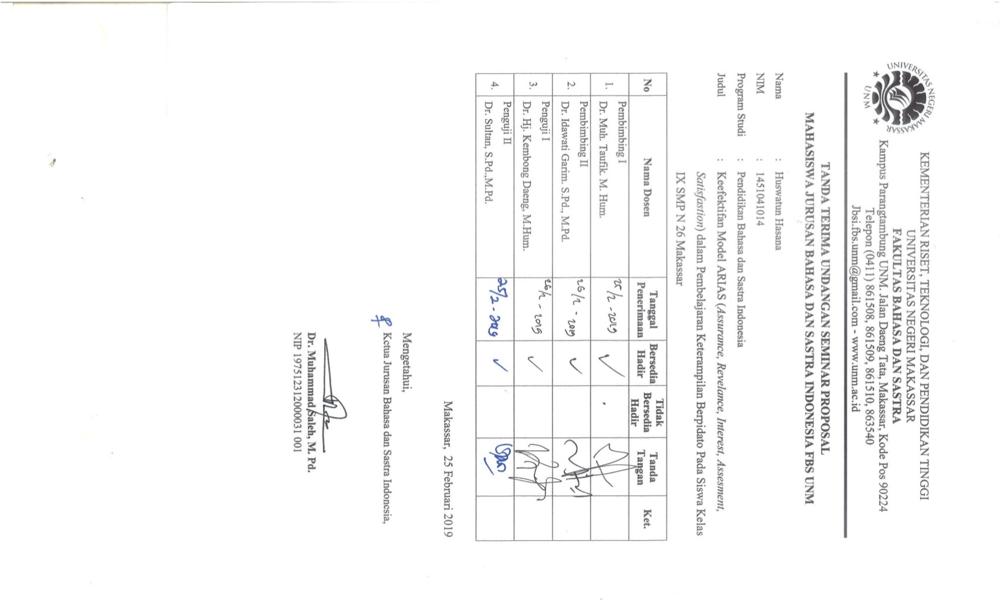 UNIVERSITAS NEGERI MAKASSAR
UNM
KEMENTERIAN RISET, TEKNOLOGI, DAN PENDIDIKAN TINGGI
UNIVERSITAS NEGERI MAKASSAR
FAKULTAS BAHASA DAN SASTRA
Kampus Parangtambung UNM. Jalan Daeng Tata, Makassar, Kode Pos 90224
Telepon (0411) 861508, 861509, 861510, 863540
Jbsi.fbs.unm@gmail.com - www.unm.ac.id
TANDA TERIMA UNDANGAN SEMINAR PROPOSAL
MAHASISWA JURUSAN BAHASA DAN SASTRA INDONESIA FBS UNM
Nama : Huswatun Hasana
NIM : 1451041014
Program Studi : Pendidikan Bahasa dan Sastra Indonesia
Judul : Keefektifan Model ARIAS (Assurance, Revelance, Interest, Assesment,
Satisfastion) dalam Pembelajaran Keterampilan Berpidato Pada Siswa Kelas
IX SMP N 26 Makassar
No Nama Dosen Tanggal Penerimaan Bersedia Hadir Tidak Bersedia Hadir Tanda Tangan Ket.
Pembimbing I
1. Dr. Muh. Taufik. M. Hum. 25/2 - 2019 ✓
Pembimbing II
2. Dr. Idawati Garim. S.Pd., M.Pd. 26/2 - 2019 ✓
Penguji I
3. Dr. Hj. Kembong Daeng, M.Hum. 26/2 - 2019 ✓
Penguji II
4. Dr. Sultan, S.Pd.,M.Pd. 25/2 - 2019 ✓
Makassar, 25 Februari 2019
Mengetahui,
Ketua Jurusan Bahasa dan Sastra Indonesia,
Dr. Muhammad Saleh, M. Pd.
NIP 197512312000031 001